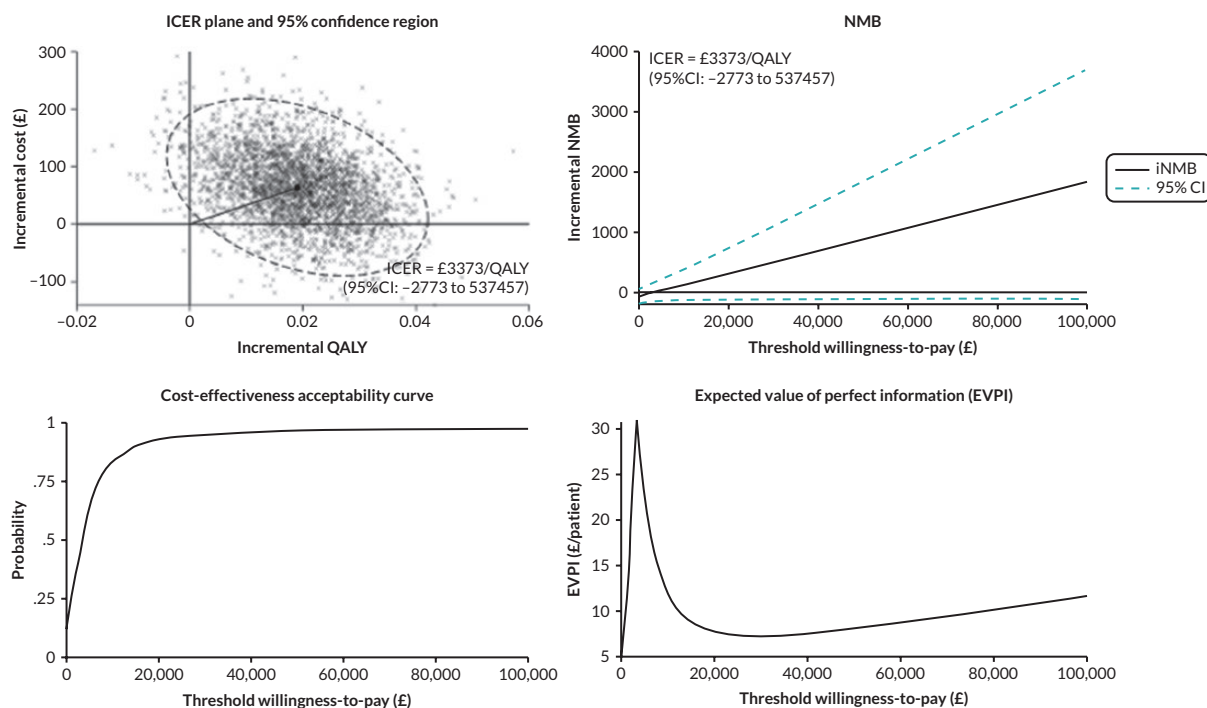 ICER plane and 95% confidence region
300
200
100
0
−100
Incremental cost (£)
ICER = £3373/QALY
(95%CI: −2773 to 537457)
−0.02
0
0.02
0.04
0.06
Incremental QALY
NMB
4000
3000
2000
1000
0
Incremental NMB
ICER = £3373/QALY
(95%CI: −2773 to 537457)
iNMB
95% CI
0
20,000
40,000
60,000
80,000
100,000
Threshold willingness-to-pay (£)
Cost-effectiveness acceptability curve
1
.75
.5
.25
0
Probability
0
20,000
40,000
60,000
80,000
100,000
Threshold willingness-to-pay (£)
Expected value of perfect information (EVPI)
30
25
20
15
10
5
EVPI (£/patient)
0
20,000
40,000
60,000
80,000
100,000
Threshold willingness-to-pay (£)